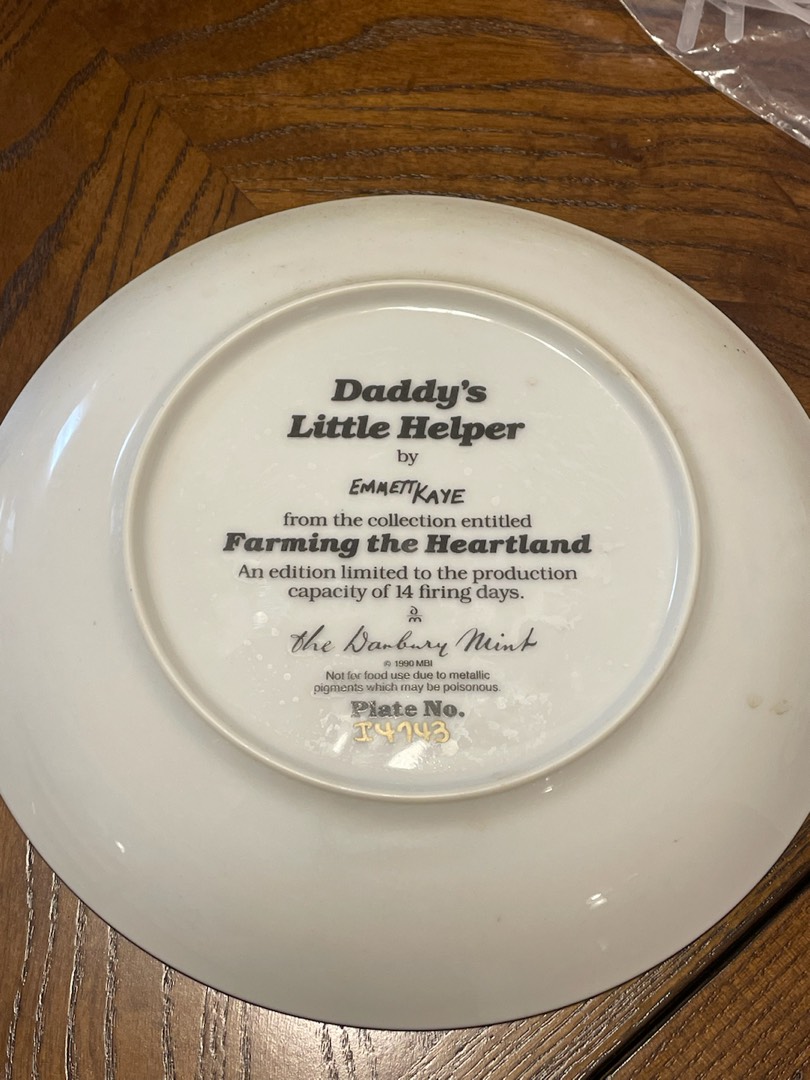 Daddy's
Little Helper
by
EMMETT KAYE
from the collection entitled
Farming the Heartland
An edition limited to the production
capacity of 14 firing days.
The Danbury Mint
© 1990 MBI
Not for food use due to metallic
pigments which may be poisonous.
Plate No.
I4743